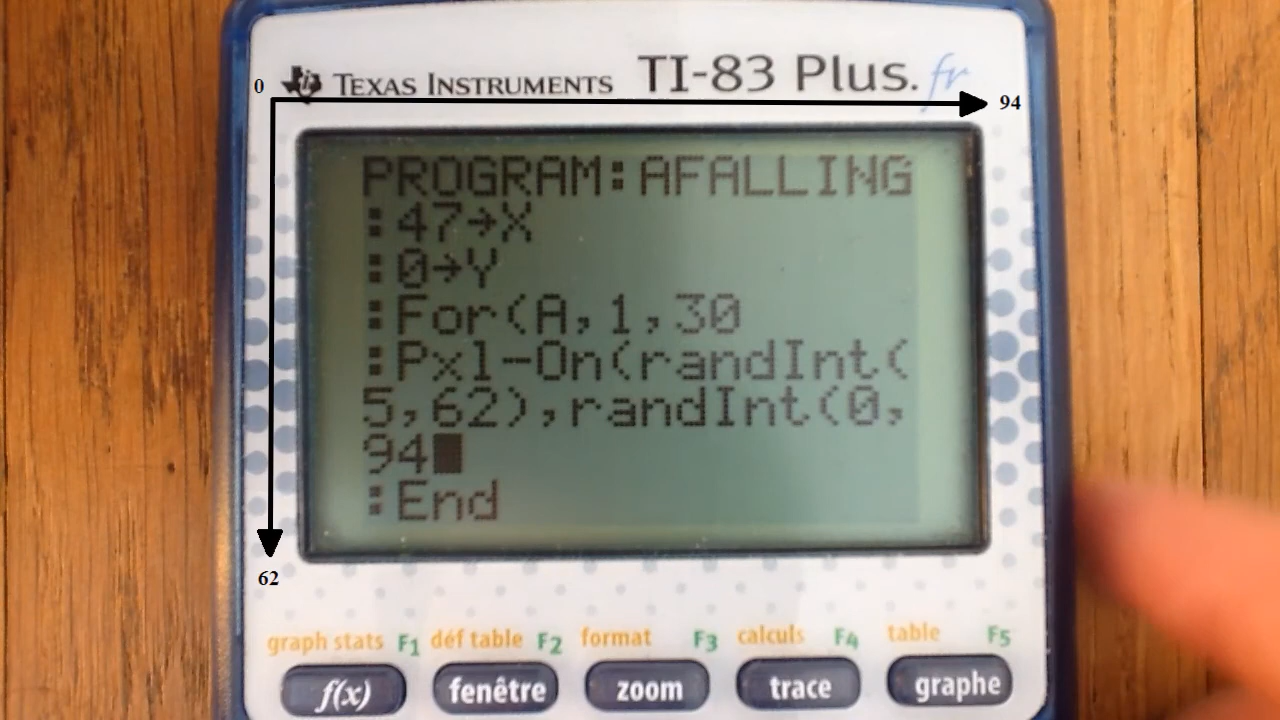 0 TEXAS INSTRUMENTS TI-83 Plus. fr
94
PROGRAM:AFALLING
:47→X
:0→Y
:For(A,1,30
:Pxl-On(randInt(
5,62),randInt(0,
94
:End
62
graph stats F1 déf table F2 format F3 calculs F4 table F5
f(x) fenêtre zoom trace graphe